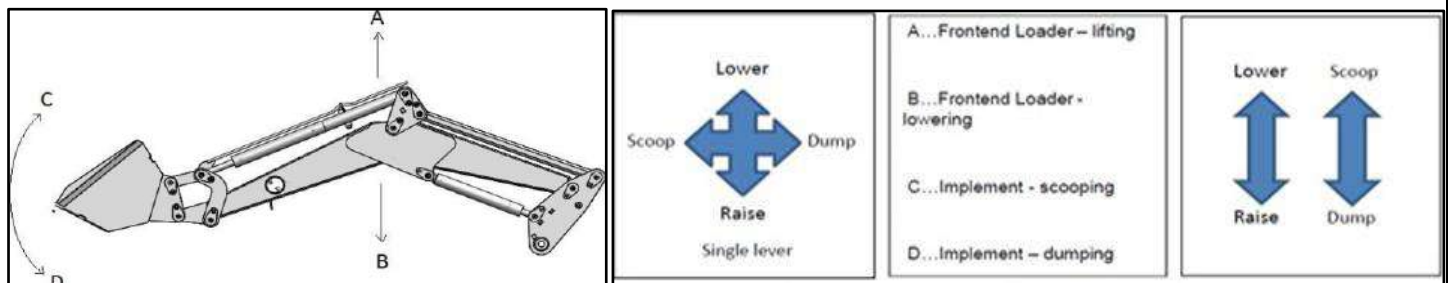 A
C
B
D
Lower
Scoop
Dump
Raise
Single lever
A...Frontend Loader – lifting
B...Frontend Loader -
lowering
C...Implement - scooping
D...Implement – dumping
Lower Scoop
Raise Dump